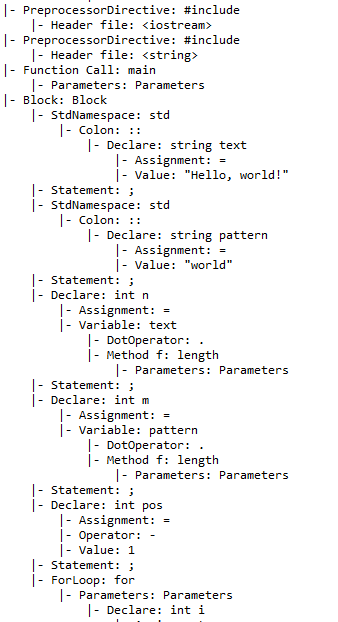 |- PreprocessorDirective: #include
|- Header file: <iostream>
|- PreprocessorDirective: #include
|- Header file: <string>
|- Function Call: main
|- Parameters: Parameters
|- Block: Block
|- StdNamespace: std
|- Colon: ::
|- Declare: string text
|- Assignment: =
|- Value: "Hello, world!"
|- Statement: ;
|- StdNamespace: std
|- Colon: ::
|- Declare: string pattern
|- Assignment: =
|- Value: "world"
|- Statement: ;
|- Declare: int n
|- Assignment: =
|- Variable: text
|- DotOperator: .
|- Method f: length
|- Parameters: Parameters
|- Statement: ;
|- Declare: int m
|- Assignment: =
|- Variable: pattern
|- DotOperator: .
|- Method f: length
|- Parameters: Parameters
|- Statement: ;
|- Declare: int pos
|- Assignment: =
|- Operator: -
|- Value: 1
|- Statement: ;
|- ForLoop: for
|- Parameters: Parameters
|- Declare: int i